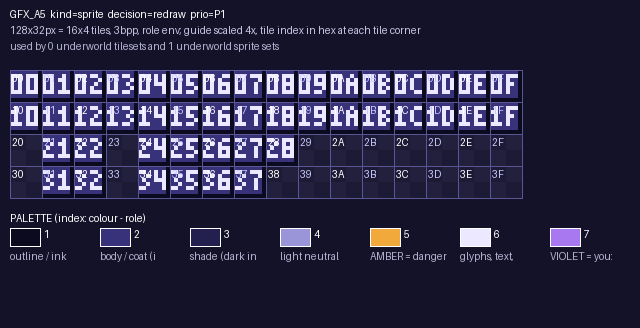 GFX_A5 kind=sprite decision=redraw prio=P1
128x32px = 16x4 tiles, 3bpp, role env; guide scaled 4x, tile index in hex at each tile corner
used by 0 underworld tilesets and 1 underworld sprite sets
00 01 02 03 04 05 06 07 08 09 0A 0B 0C 0D 0E 0F
10 11 12 13 14 15 16 17 18 19 1A 1B 1C 1D 1E 1F
20 21 22 23 24 25 26 27 28 29 2A 2B 2C 2D 2E 2F
30 31 32 33 34 35 36 37 38 39 3A 3B 3C 3D 3E 3F
PALETTE (index: colour - role)
1 2 3 4 5 6 7
outline / ink body / coat (i shade (dark in light neutral AMBER = danger glyphs, text, VIOLET = you: